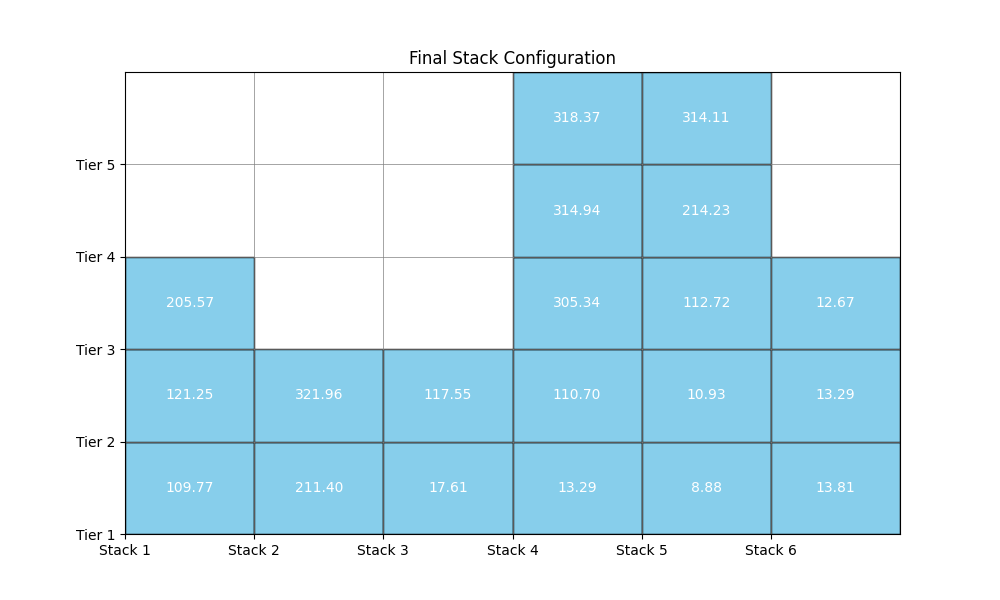 Final Stack Configuration
318.37 314.11
Tier 5
314.94 214.23
Tier 4
205.57 305.34 112.72 12.67
Tier 3
121.25 321.96 117.55 110.70 10.93 13.29
Tier 2
109.77 211.40 17.61 13.29 8.88 13.81
Tier 1
Stack 1 Stack 2 Stack 3 Stack 4 Stack 5 Stack 6